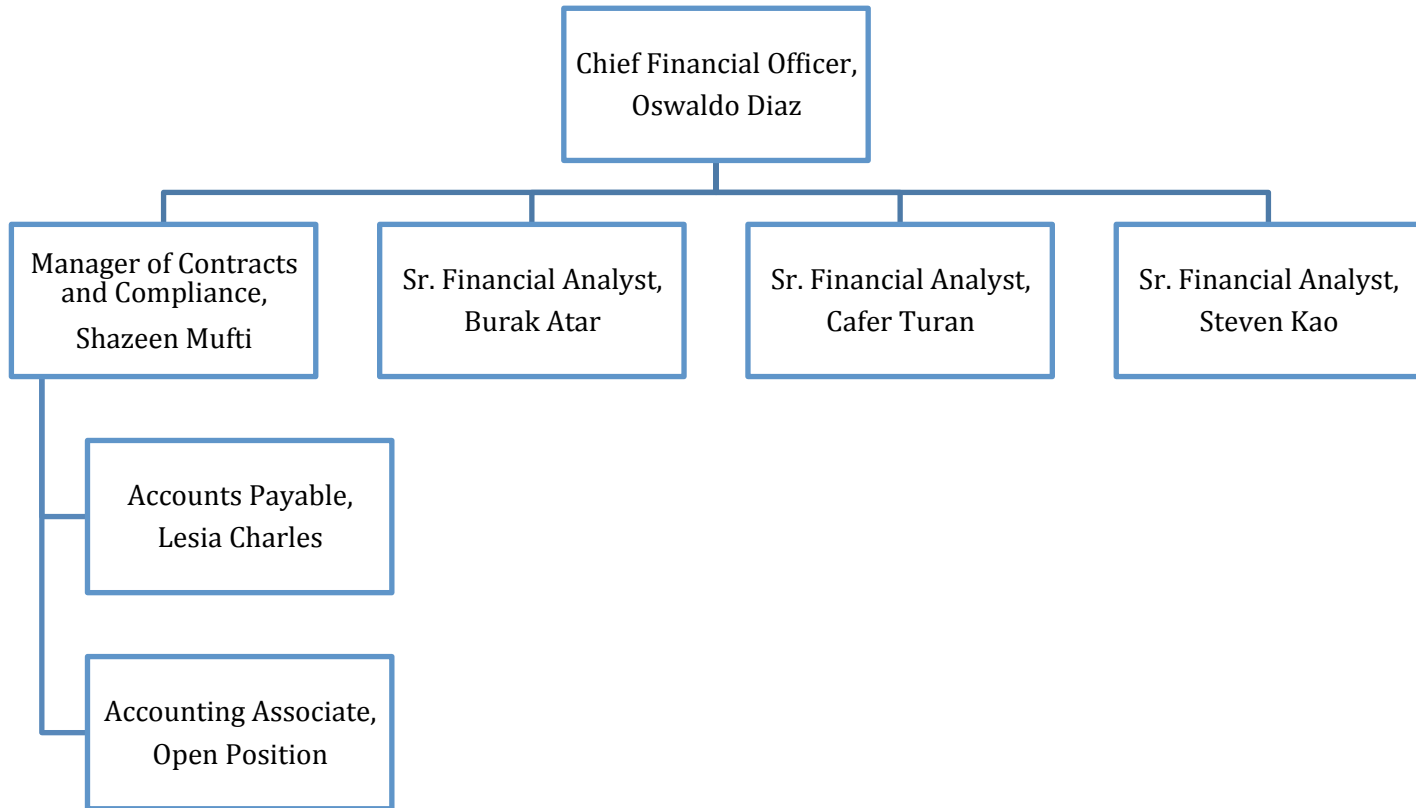 Chief Financial Officer,
Oswaldo Diaz
Manager of Contracts
and Compliance,
Shazeen Mufti
Sr. Financial Analyst,
Burak Atar
Sr. Financial Analyst,
Cafer Turan
Sr. Financial Analyst,
Steven Kao
Accounts Payable,
Lesia Charles
Accounting Associate,
Open Position